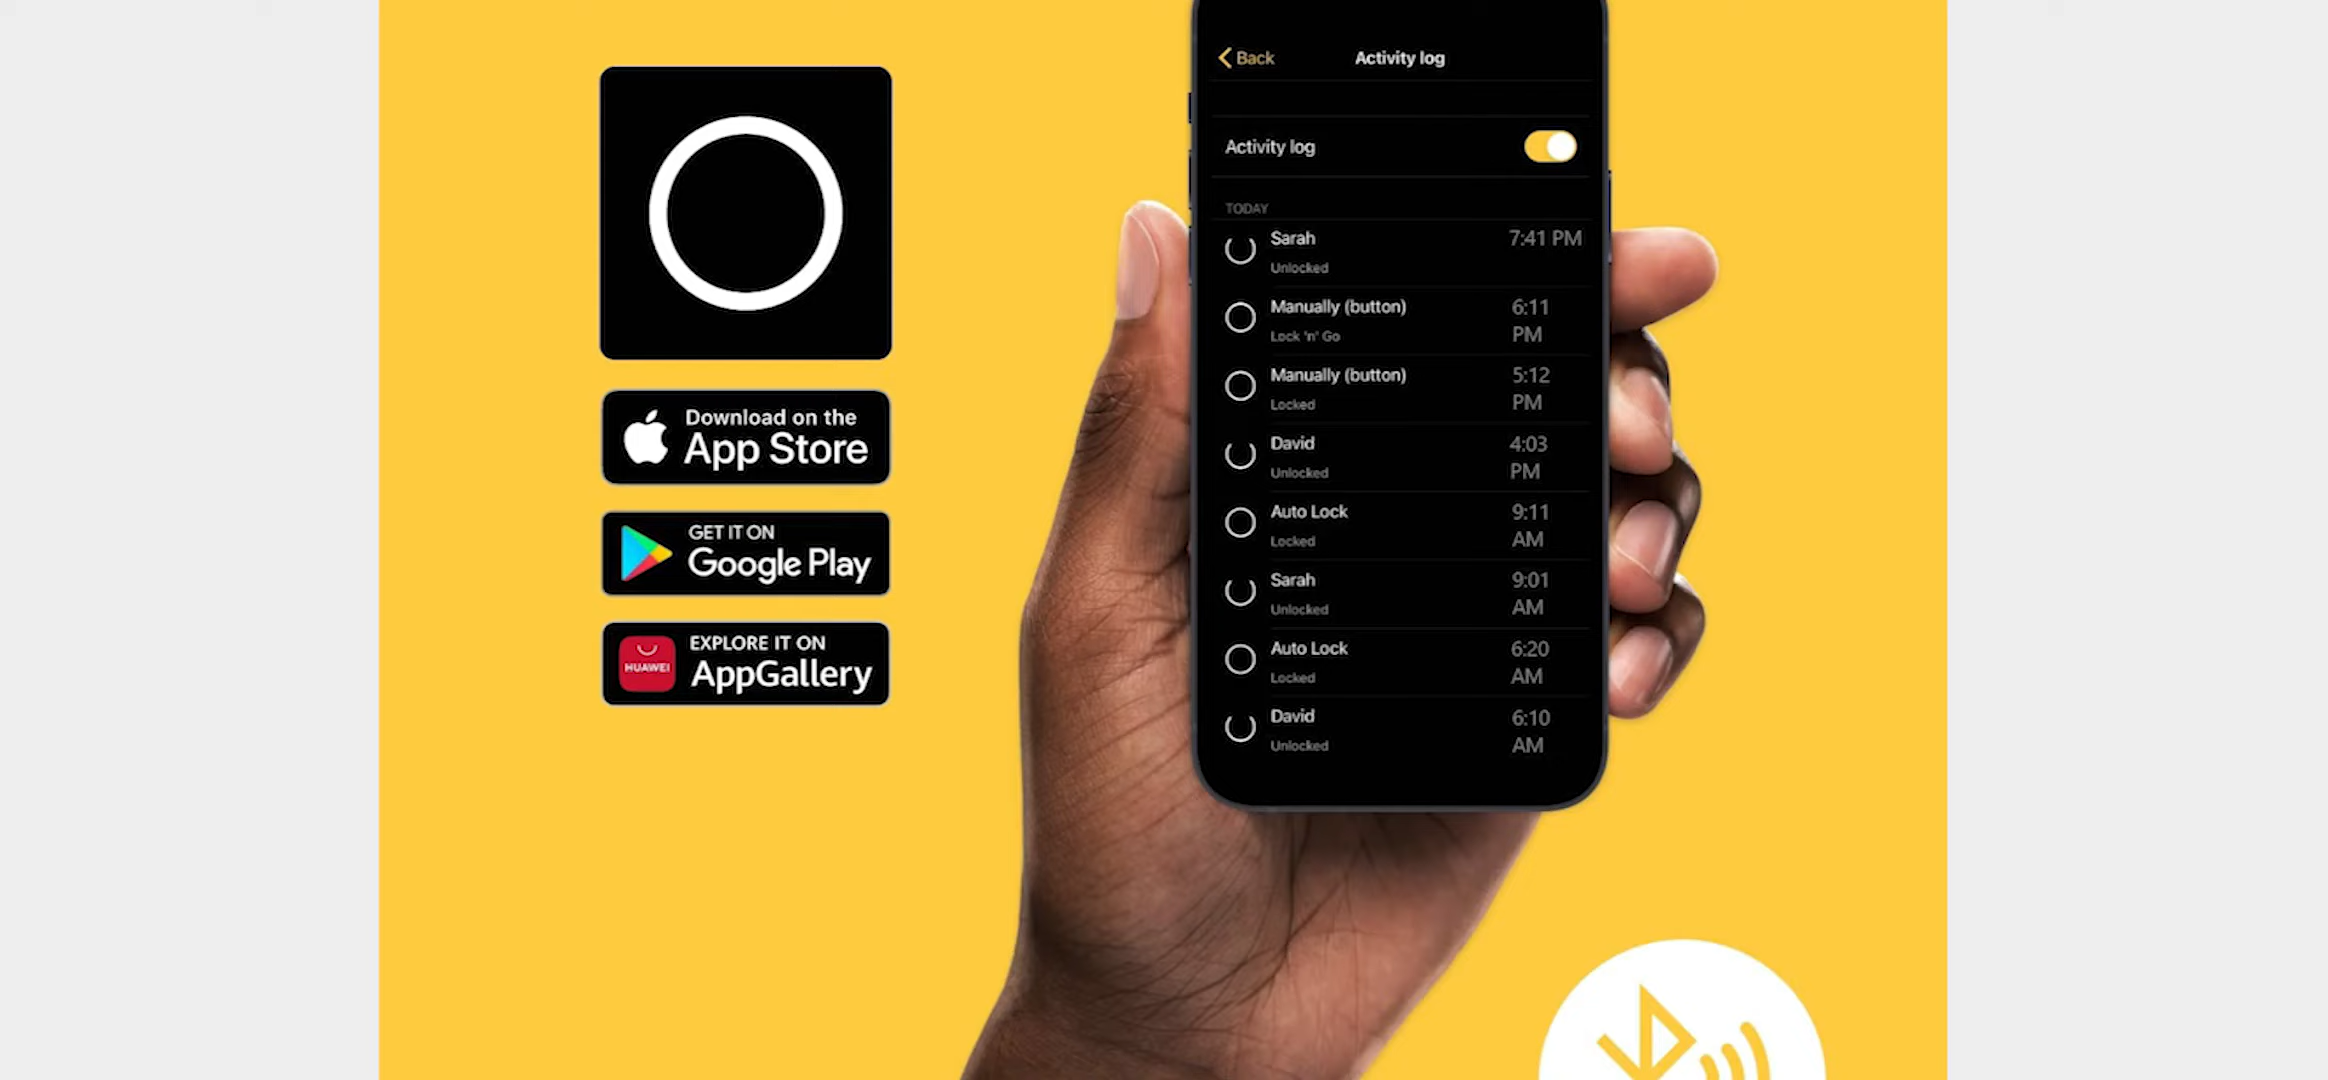 Download on the
App Store
GET IT ON
Google Play
HUAWEI
EXPLORE IT ON
AppGallery
Back
Activity log
Activity log
TODAY
Sarah
7:41 PM
Unlocked
Manually (button)
6:11
PM
Lock 'n' Go
Manually (button)
5:12
PM
Locked
David
4:03
PM
Unlocked
Auto Lock
9:11
AM
Locked
Sarah
9:01
AM
Unlocked
Auto Lock
6:20
AM
Locked
David
6:10
AM
Unlocked